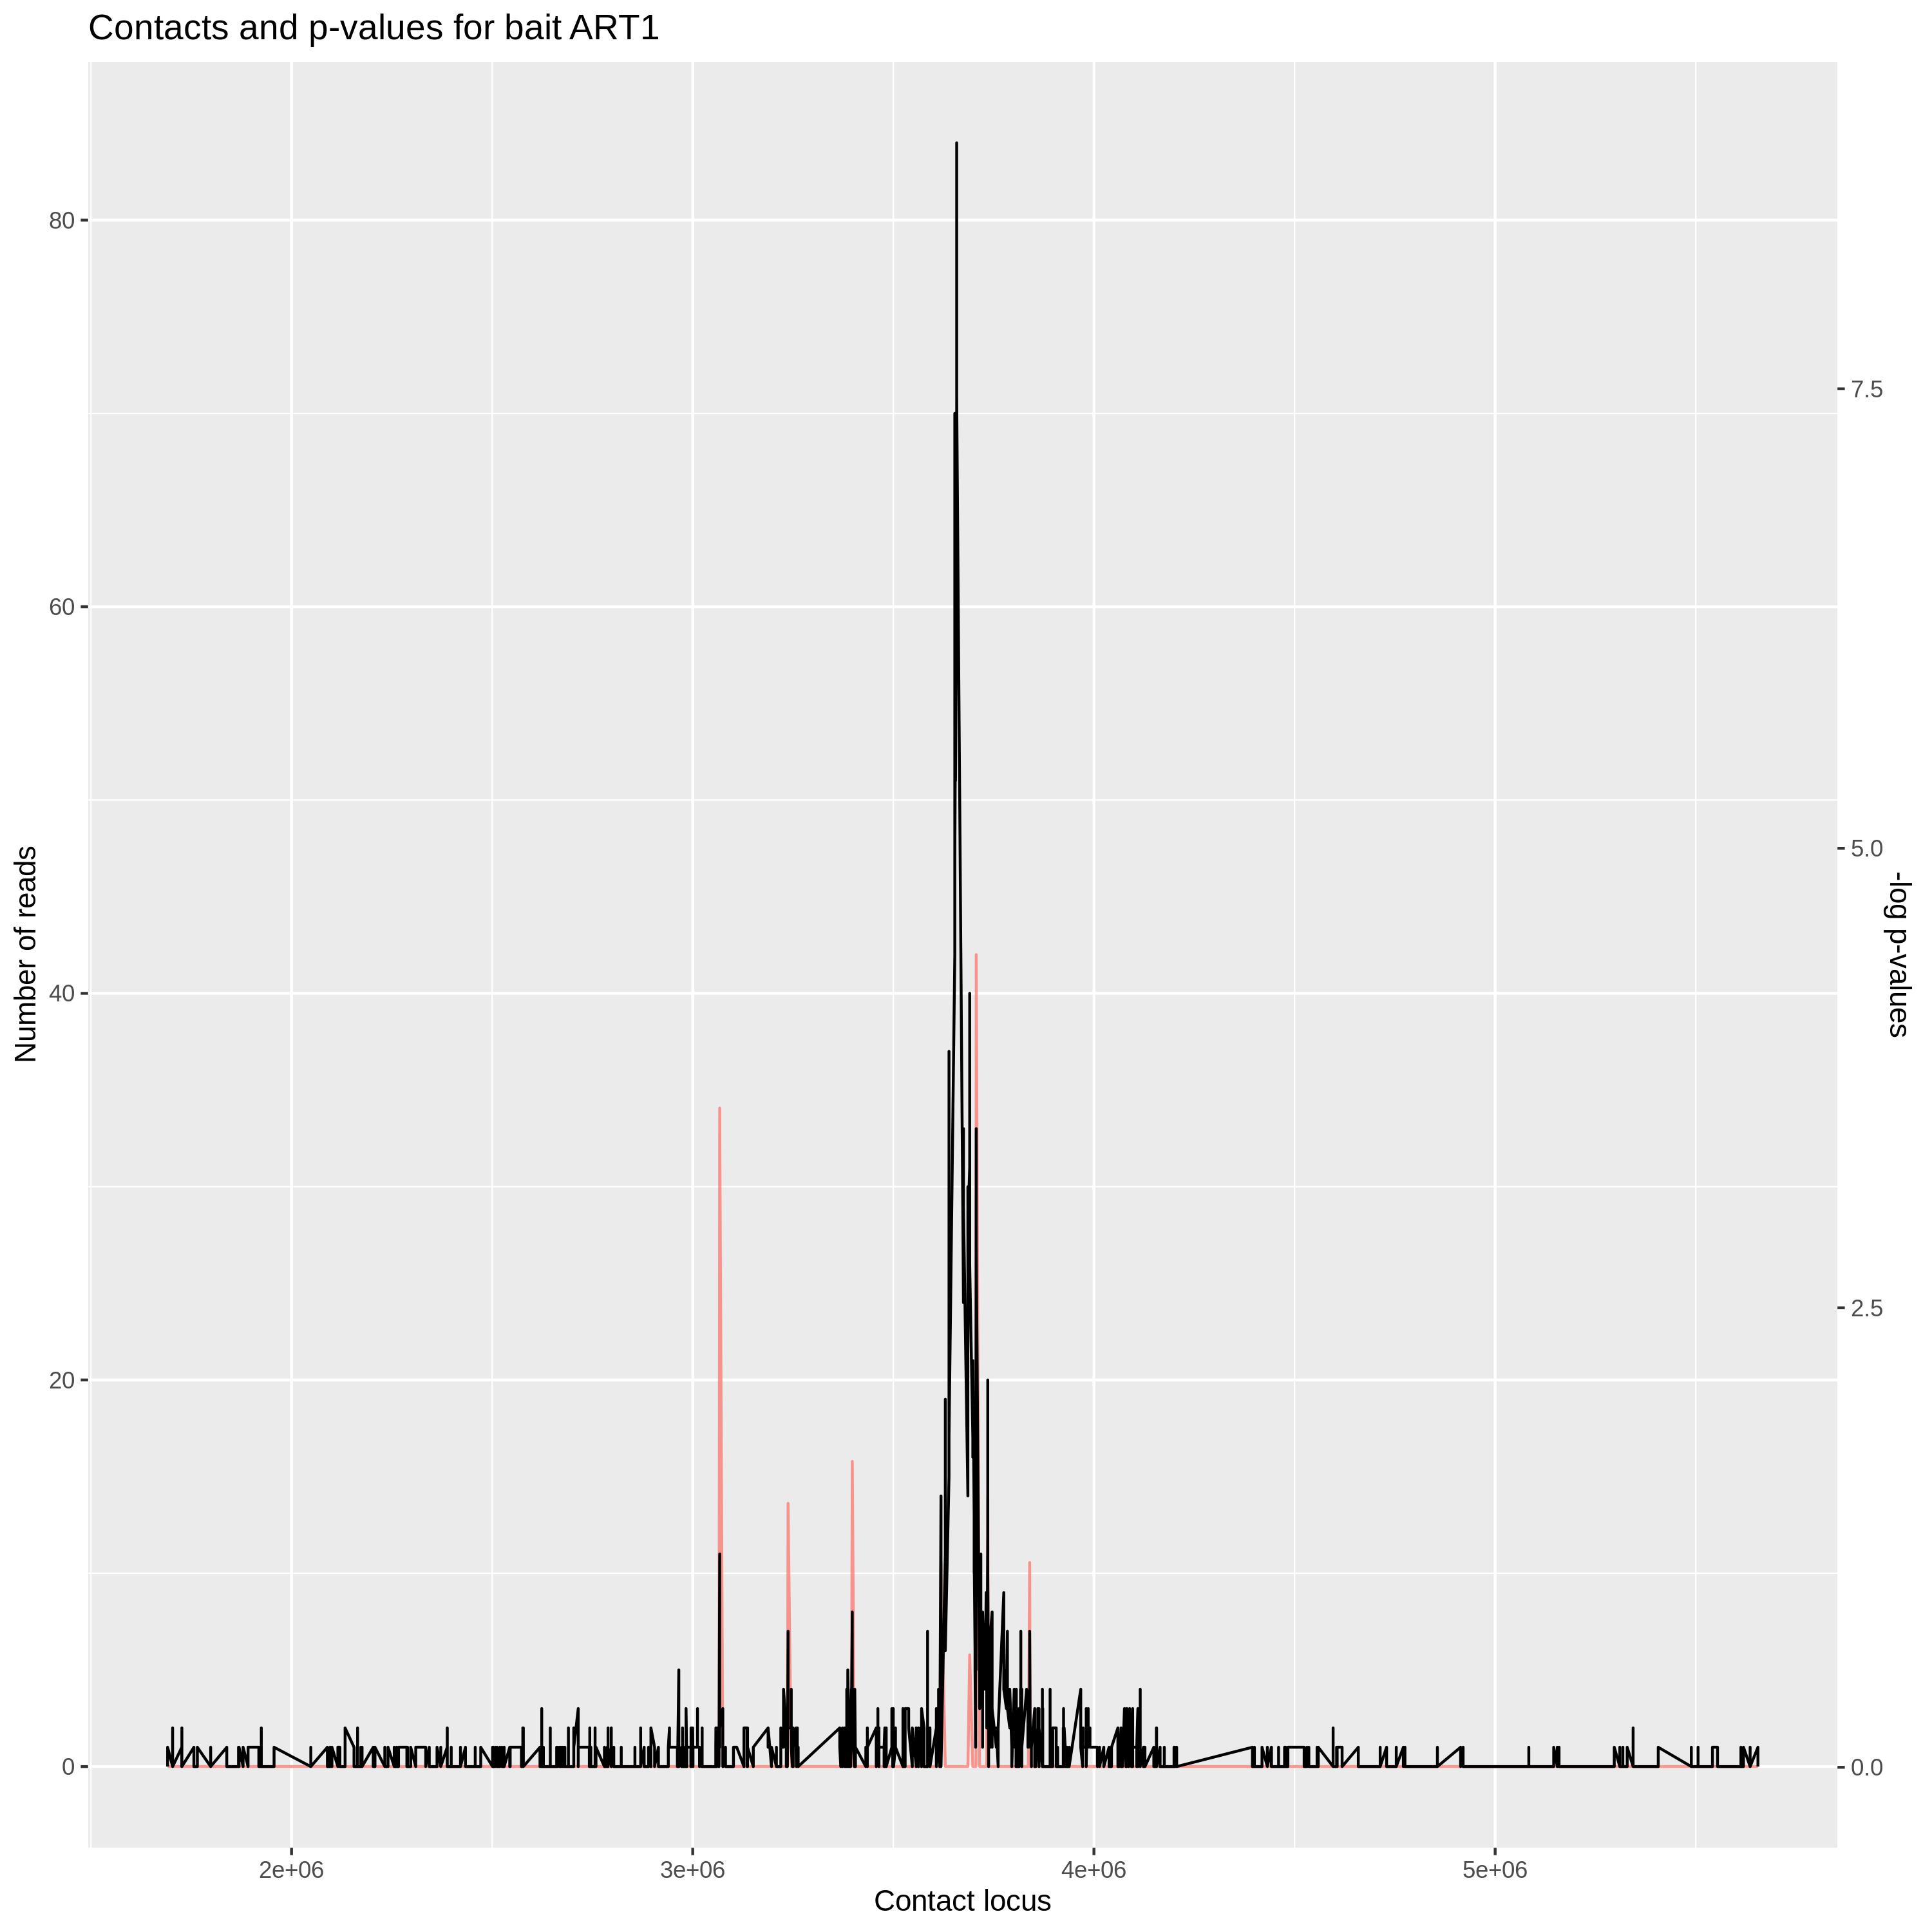 Contacts and p-values for bait ART1
80
60
40
20
0
Number of reads
7.5
5.0
2.5
0.0
-log p-values
2e+06 3e+06 4e+06 5e+06
Contact locus